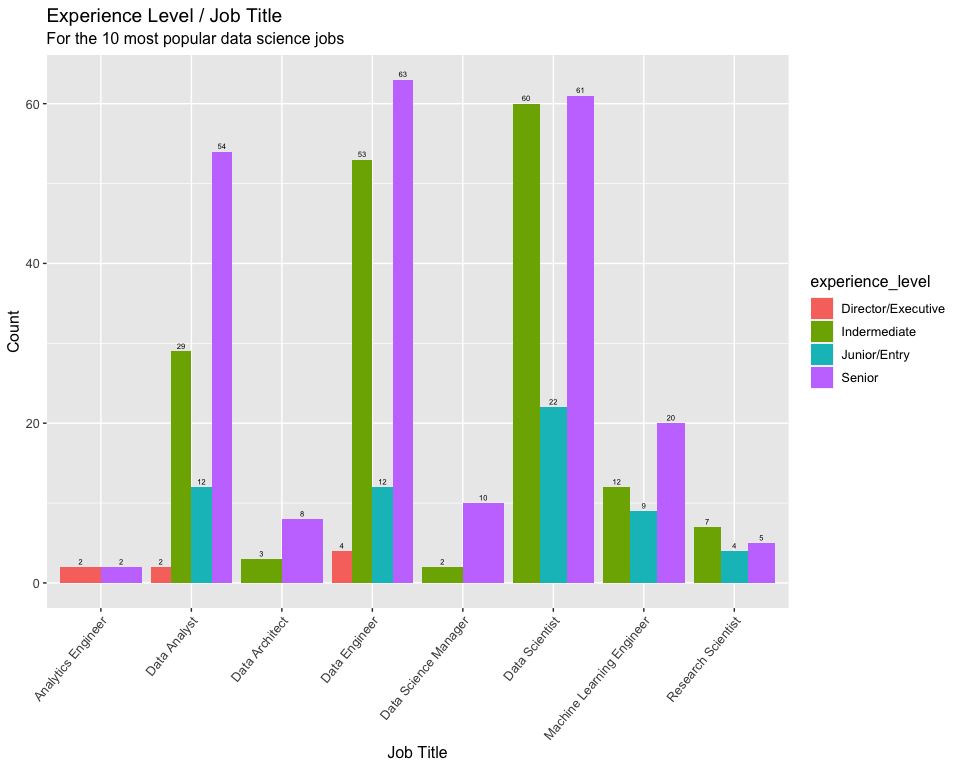 Experience Level / Job Title
For the 10 most popular data science jobs
63
60
61
60
54
53
40
29
22
20
20
12
12
12
10
9
8
7
5
4
4
3
2
2
2
2
0
Count
experience_level
Director/Executive
Indermediate
Junior/Entry
Senior
Analytics Engineer
Data Analyst
Data Architect
Data Engineer
Data Science Manager
Data Scientist
Machine Learning Engineer
Research Scientist
Job Title